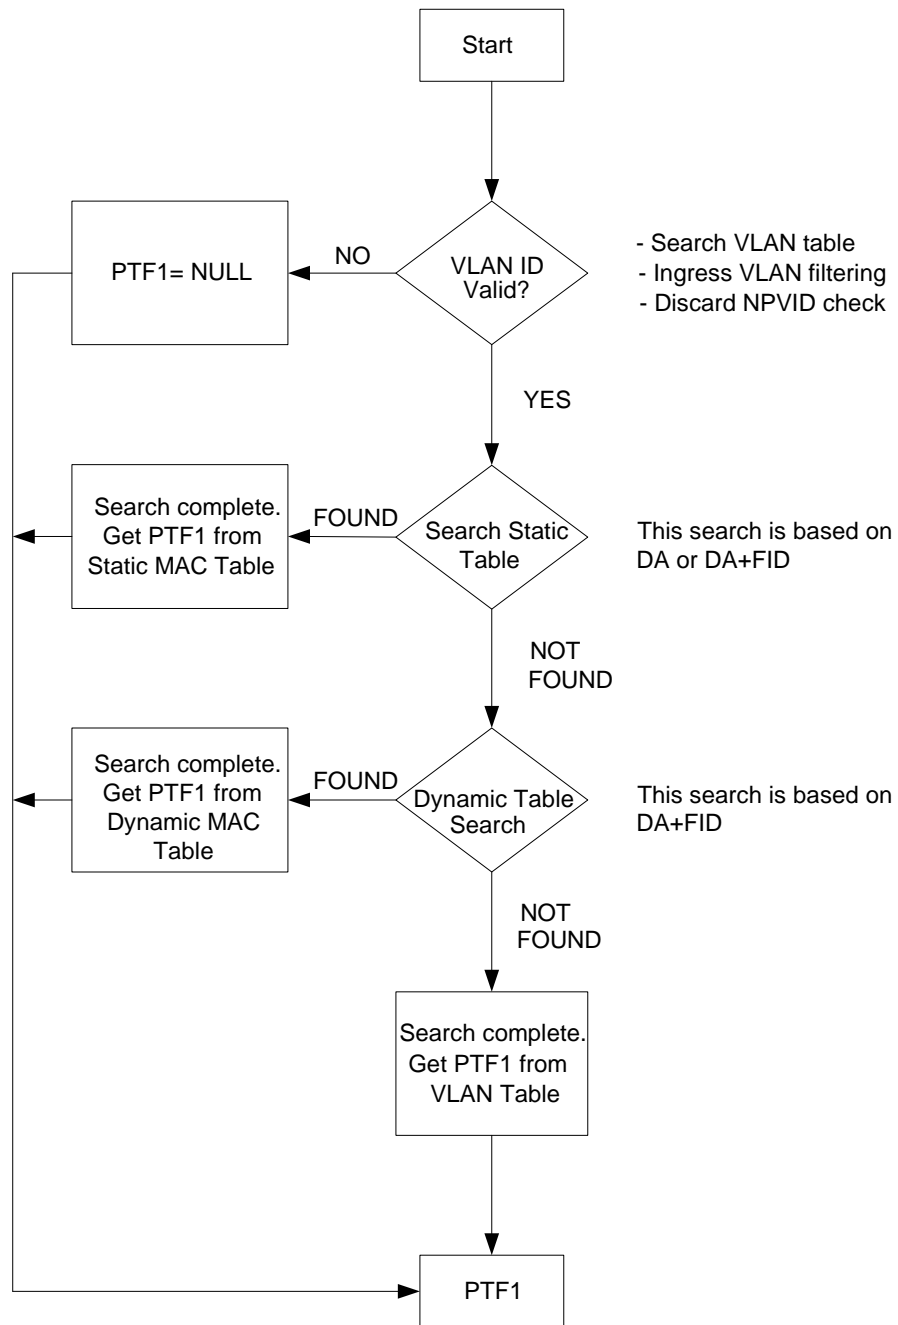 Start
PTF1= NULL
NO
VLAN ID
Valid?
- Search VLAN table
- Ingress VLAN filtering
- Discard NPVID check
YES
Search complete.
Get PTF1 from
Static MAC Table
FOUND
Search Static
Table
This search is based on
DA or DA+FID
NOT
FOUND
Search complete.
Get PTF1 from
Dynamic MAC
Table
FOUND
Dynamic Table
Search
This search is based on
DA+FID
NOT
FOUND
Search complete.
Get PTF1 from
VLAN Table
PTF1